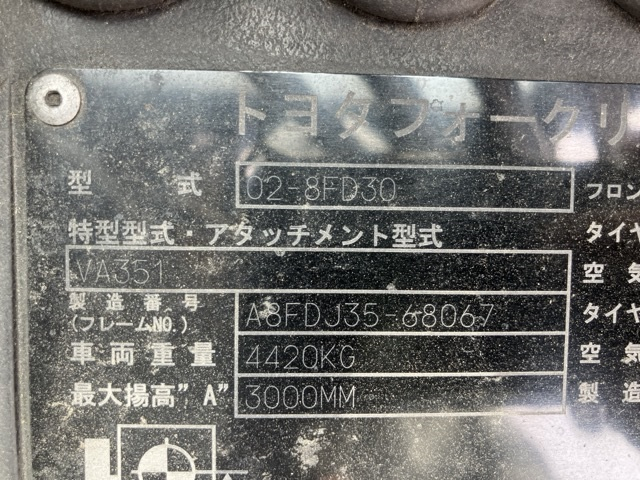 トヨタフォークリ
型 式 02-8FD30 フロン
特型型式・アタッチメント型式 タイヤ
VA351 空気
製造番号 (フレームNO.) A8FDJ35-68067 タイヤ
車両重量 4420KG 空気
最大揚高"A" 3000MM 製造